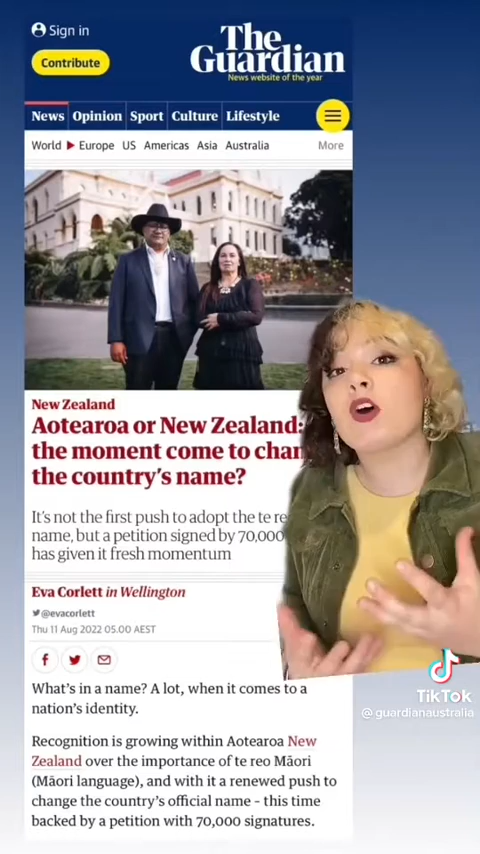 Sign in
Contribute
The
Guardian
News website of the year
News Opinion Sport Culture Lifestyle
World Europe US Americas Asia Australia More
New Zealand
Aotearoa or New Zealand:
the moment come to chan
the country's name?
It's not the first push to adopt the te re
name, but a petition signed by 70,000
has given it fresh momentum
Eva Corlett in Wellington
@evacorlett
Thu 11 Aug 2022 05.00 AEST
What's in a name? A lot, when it comes to a
nation's identity.
Recognition is growing within Aotearoa New
Zealand over the importance of te reo Māori
(Māori language), and with it a renewed push to
change the country's official name – this time
backed by a petition with 70,000 signatures.
TikTok
@guardianaustralia